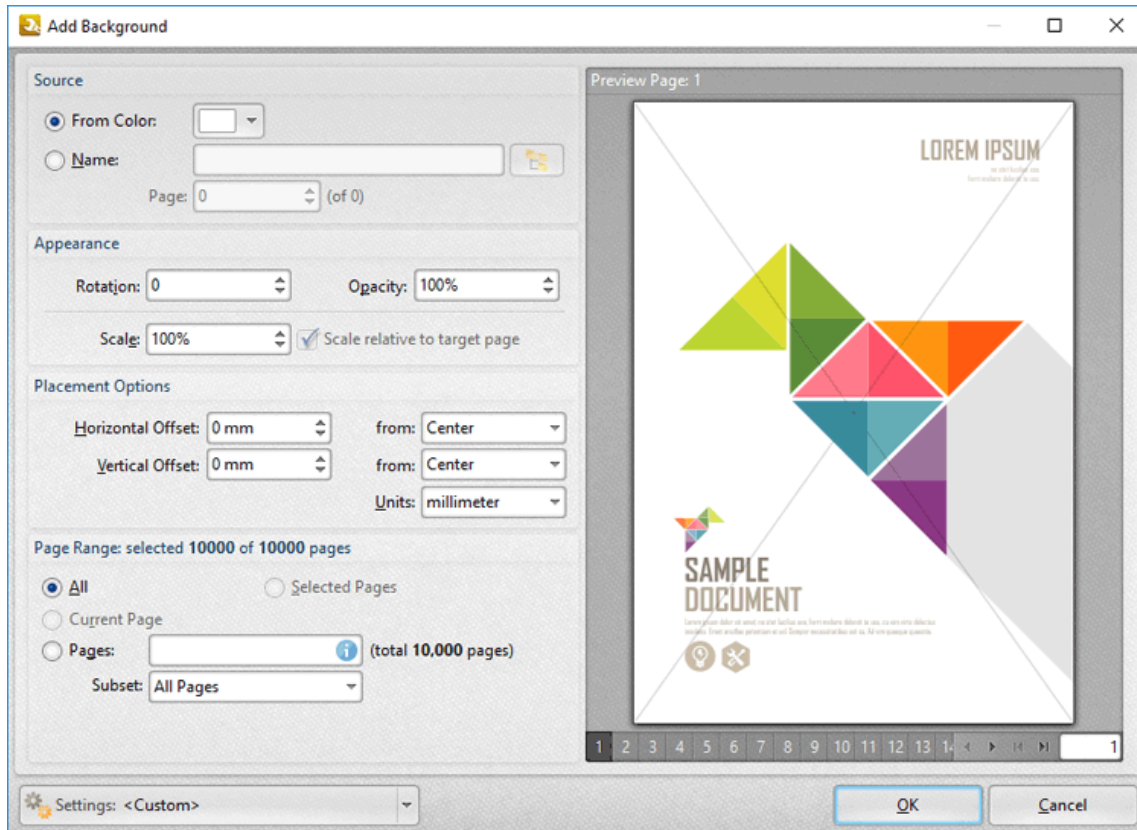 Add Background
Source
From Color:
Name:
Page: 0 (of 0)
Appearance
Rotation: 0 Opacity: 100%
Scale: 100% Scale relative to target page
Placement Options
Horizontal Offset: 0 mm from: Center
Vertical Offset: 0 mm from: Center
Units: millimeter
Page Range: selected 10000 of 10000 pages
All Selected Pages
Current Page
Pages: (total 10,000 pages)
Subset: All Pages
Preview Page: 1
LOREM IPSUM
SAMPLE
DOCUMENT
1 2 3 4 5 6 7 8 9 10 11 12 13 1
Settings: <Custom> OK Cancel